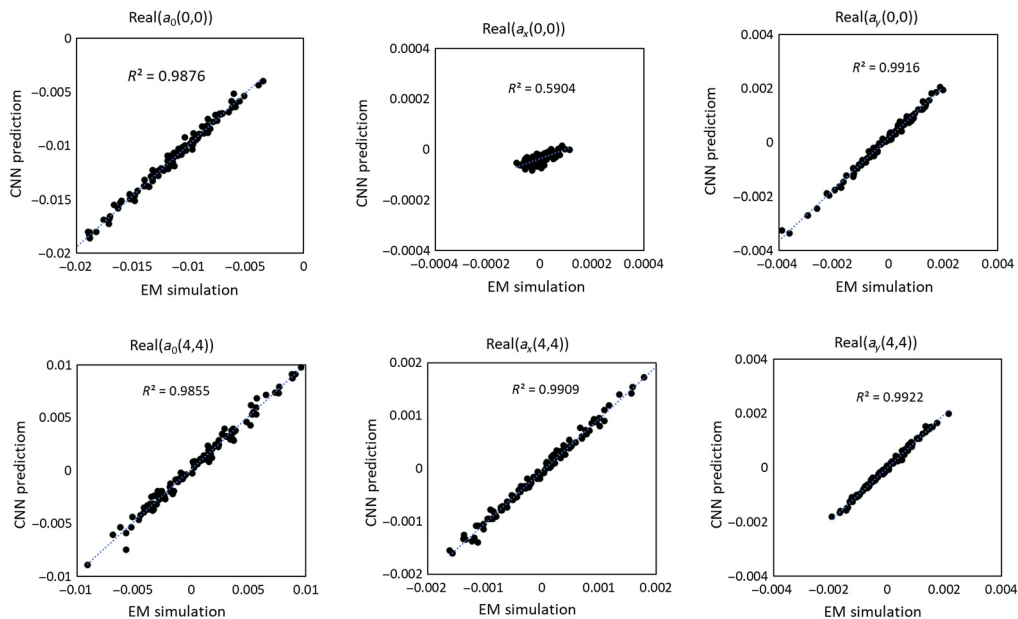 Real(a0(0,0))
R² = 0.9876
0
−0.005
−0.01
−0.015
−0.02
−0.02 −0.015 −0.01 −0.005 0
CNN predictiom
EM simulation
Real(ax(0,0))
R² = 0.5904
0.0004
0.0002
0
−0.0002
−0.0004
−0.0004 −0.0002 0 0.0002 0.0004
CNN predictiom
EM simulation
Real(ay(0,0))
R² = 0.9916
0.004
0.002
0
−0.002
−0.004
−0.004 −0.002 0 0.002 0.004
CNN predictiom
EM simulation
Real(a0(4,4))
R² = 0.9855
0.01
0.005
0
−0.005
−0.01
−0.01 −0.005 0 0.005 0.01
CNN predictiom
EM simulation
Real(ax(4,4))
R² = 0.9909
0.002
0.001
0
−0.001
−0.002
−0.002 −0.001 0 0.001 0.002
CNN predictiom
EM simulation
Real(ay(4,4))
R² = 0.9922
0.004
0.002
0
−0.002
−0.004
−0.004 −0.002 0 0.002 0.004
CNN predictiom
EM simulation